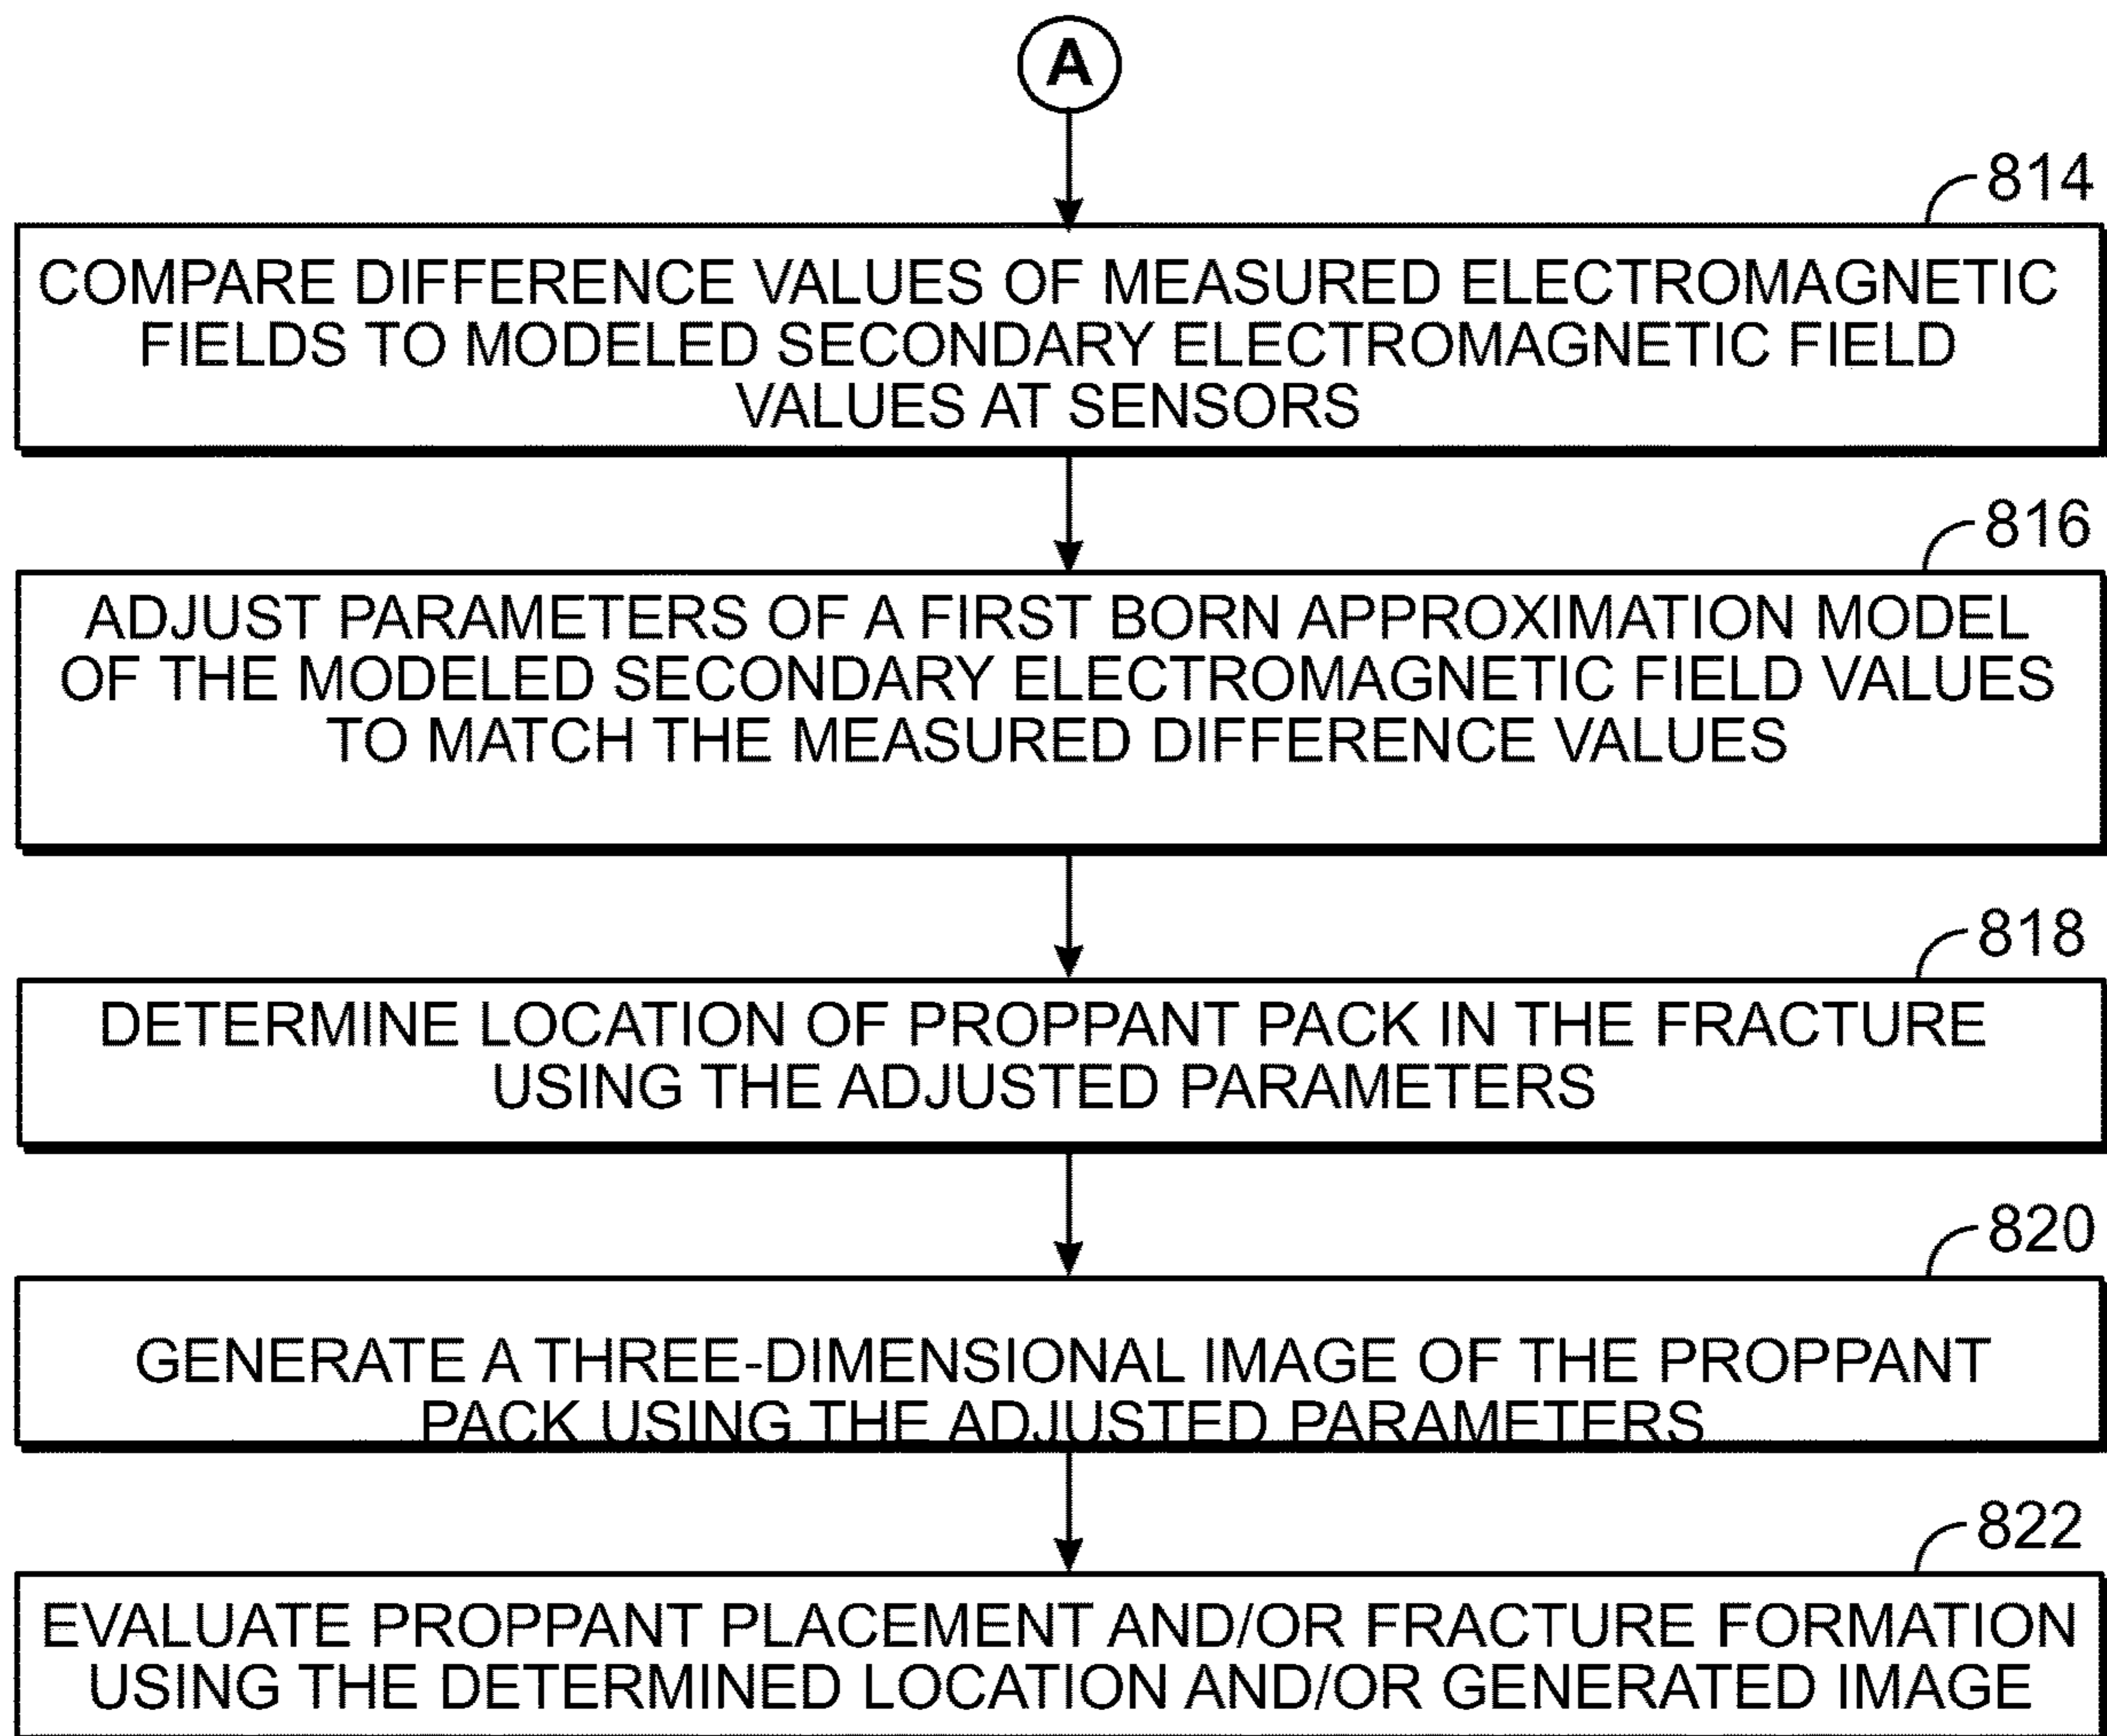 A
814
COMPARE DIFFERENCE VALUES OF MEASURED ELECTROMAGNETIC
FIELDS TO MODELED SECONDARY ELECTROMAGNETIC FIELD
VALUES AT SENSORS
816
ADJUST PARAMETERS OF A FIRST BORN APPROXIMATION MODEL
OF THE MODELED SECONDARY ELECTROMAGNETIC FIELD VALUES
TO MATCH THE MEASURED DIFFERENCE VALUES
818
DETERMINE LOCATION OF PROPPANT PACK IN THE FRACTURE
USING THE ADJUSTED PARAMETERS
820
GENERATE A THREE-DIMENSIONAL IMAGE OF THE PROPPANT
PACK USING THE ADJUSTED PARAMETERS
822
EVALUATE PROPPANT PLACEMENT AND/OR FRACTURE FORMATION
USING THE DETERMINED LOCATION AND/OR GENERATED IMAGE